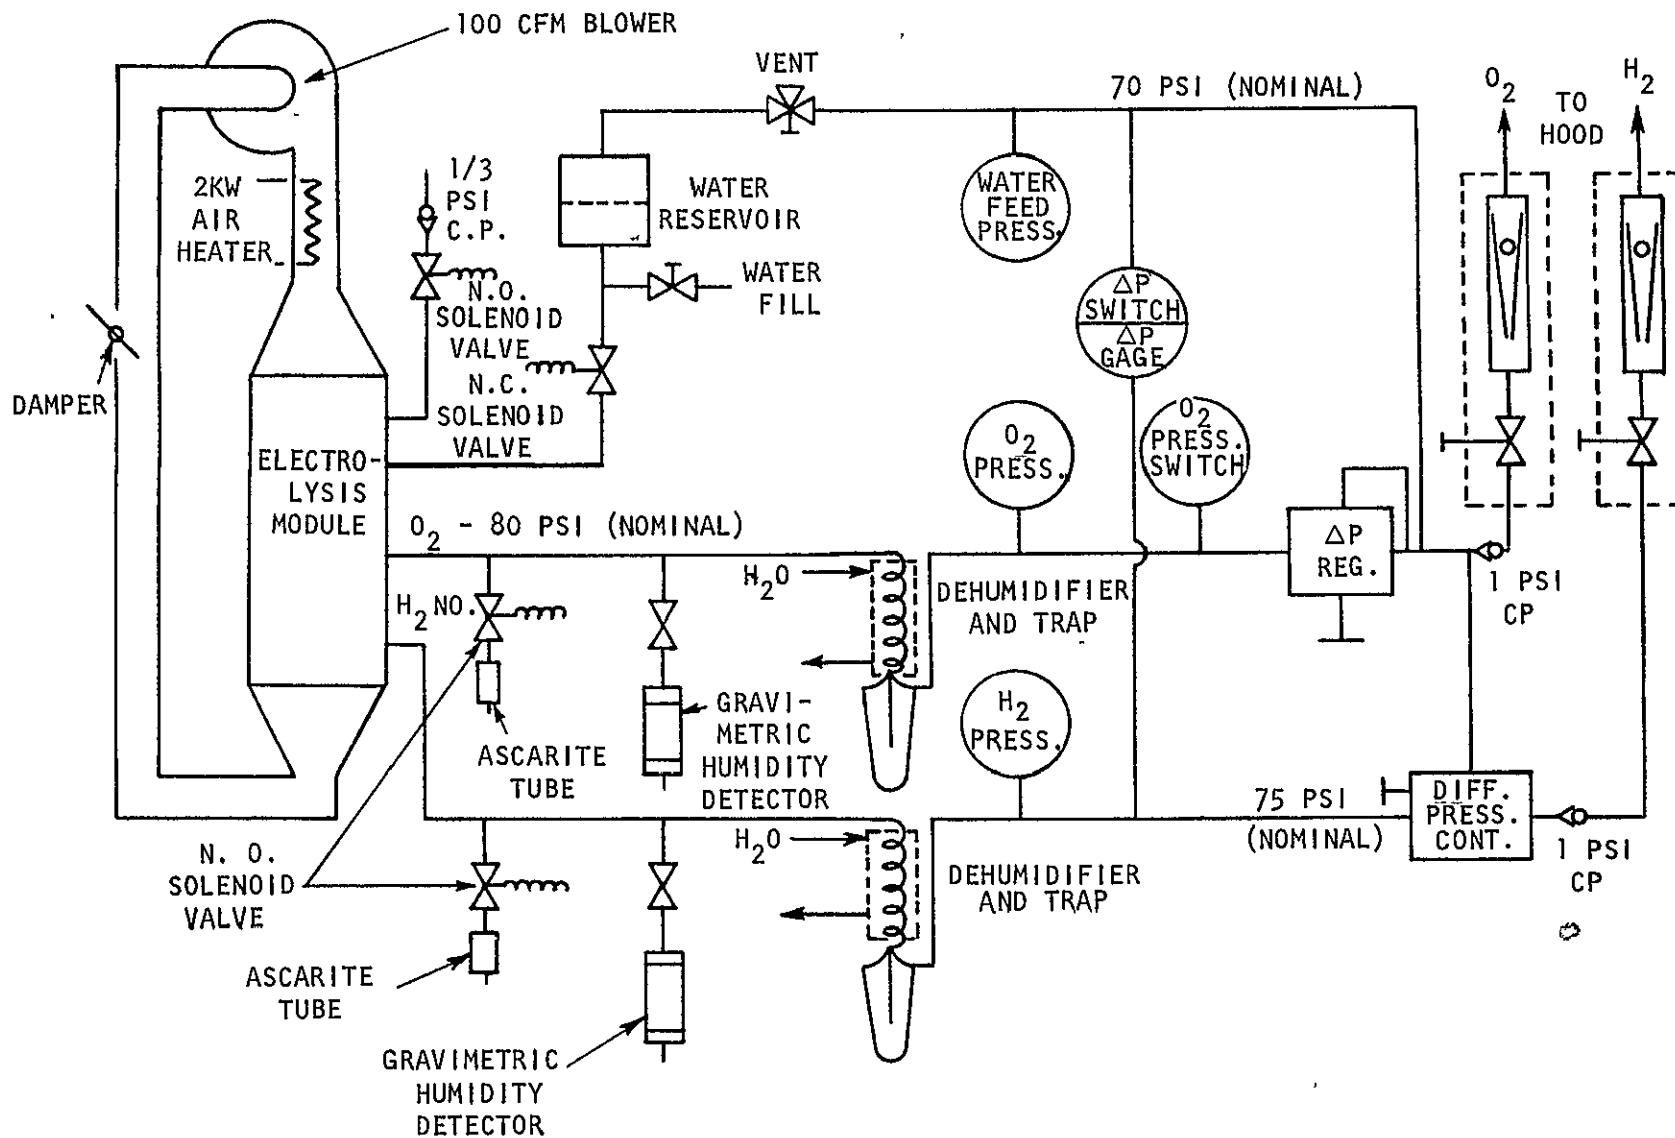 100 CFM BLOWER
VENT
70 PSI (NOMINAL)
O2
TO
HOOD
H2
2KW
AIR
HEATER
1/3
PSI
C.P.
WATER
RESERVOIR
WATER
FEED
PRESS.
N.O.
SOLENOID
VALVE
WATER
FILL
ΔP
SWITCH
ΔP
GAGE
DAMPER
N.C.
SOLENOID
VALVE
O2
PRESS.
O2
PRESS.
SWITCH
ELECTRO-
LYSIS
MODULE
O2 - 80 PSI (NOMINAL)
H2O
DEHUMIDIFIER
AND TRAP
ΔP
REG.
1 PSI
CP
H2 NO.
ASCARITE
TUBE
GRAVI-
METRIC
HUMIDITY
DETECTOR
H2
PRESS.
75 PSI
(NOMINAL)
DIFF.
PRESS.
CONT.
1 PSI
CP
N. O.
SOLENOID
VALVE
H2O
DEHUMIDIFIER
AND TRAP
ASCARITE
TUBE
GRAVIMETRIC
HUMIDITY
DETECTOR